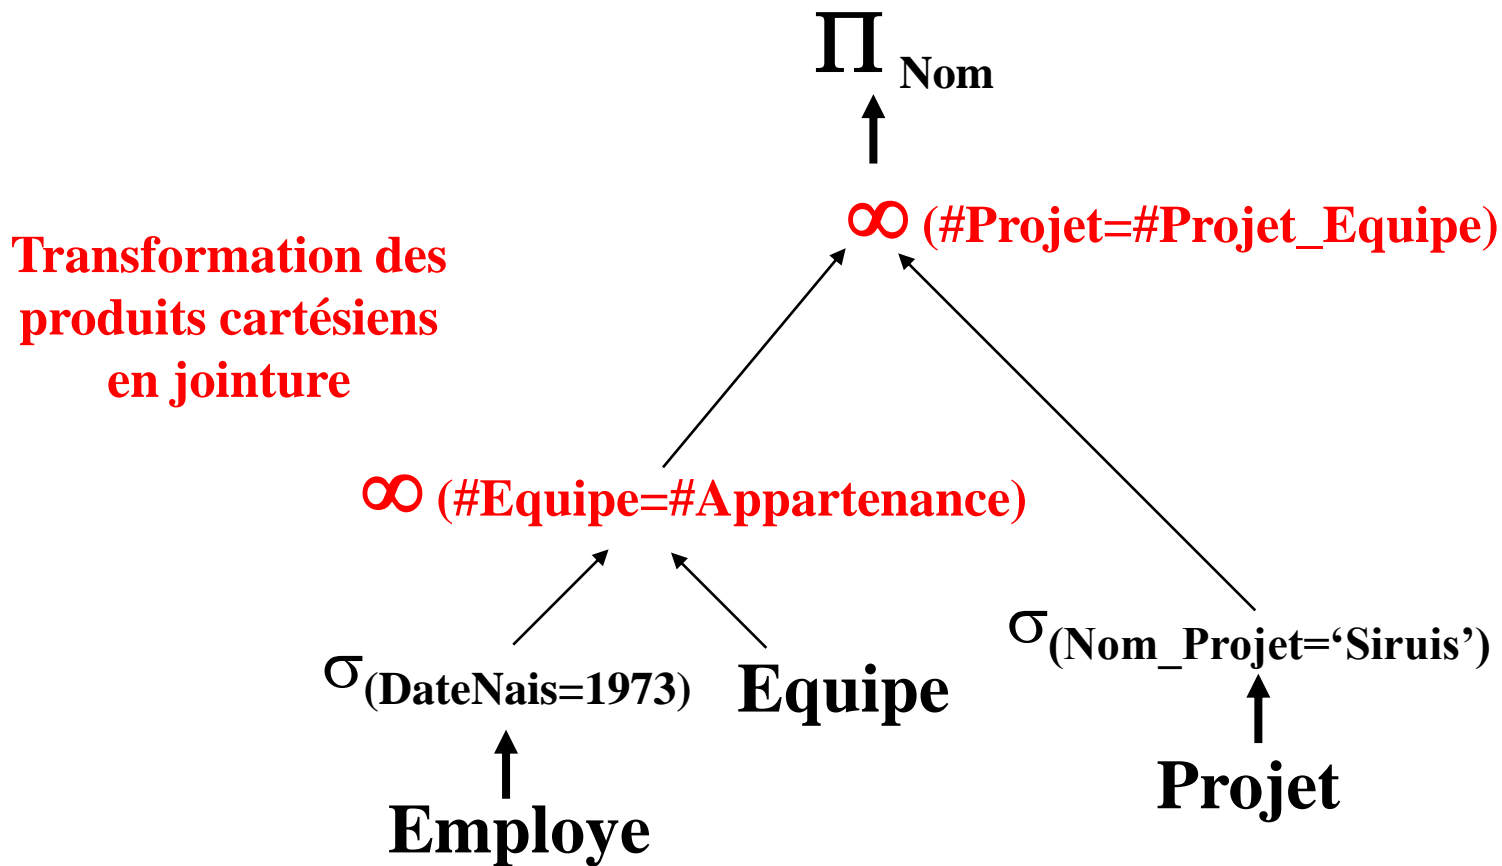 Π Nom
∞ (#Projet=#Projet_Equipe)
Transformation des
produits cartésiens
en jointure
∞ (#Equipe=#Appartenance)
σ(Nom_Projet=‘Siruis’)
σ(DateNais=1973)
Equipe
Projet
Employe